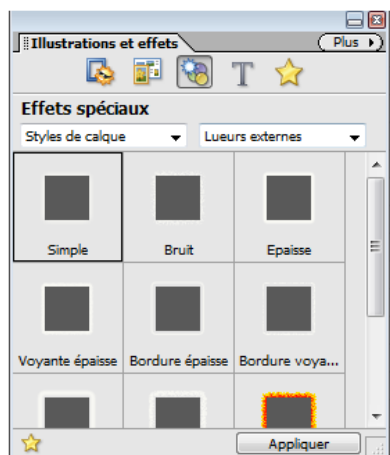 Illustrations et effets Plus
T
Effets spéciaux
Styles de calque Lueurs externes
Simple Bruit Epaisse
Voyante épaisse Bordure épaisse Bordure voya...
Appliquer